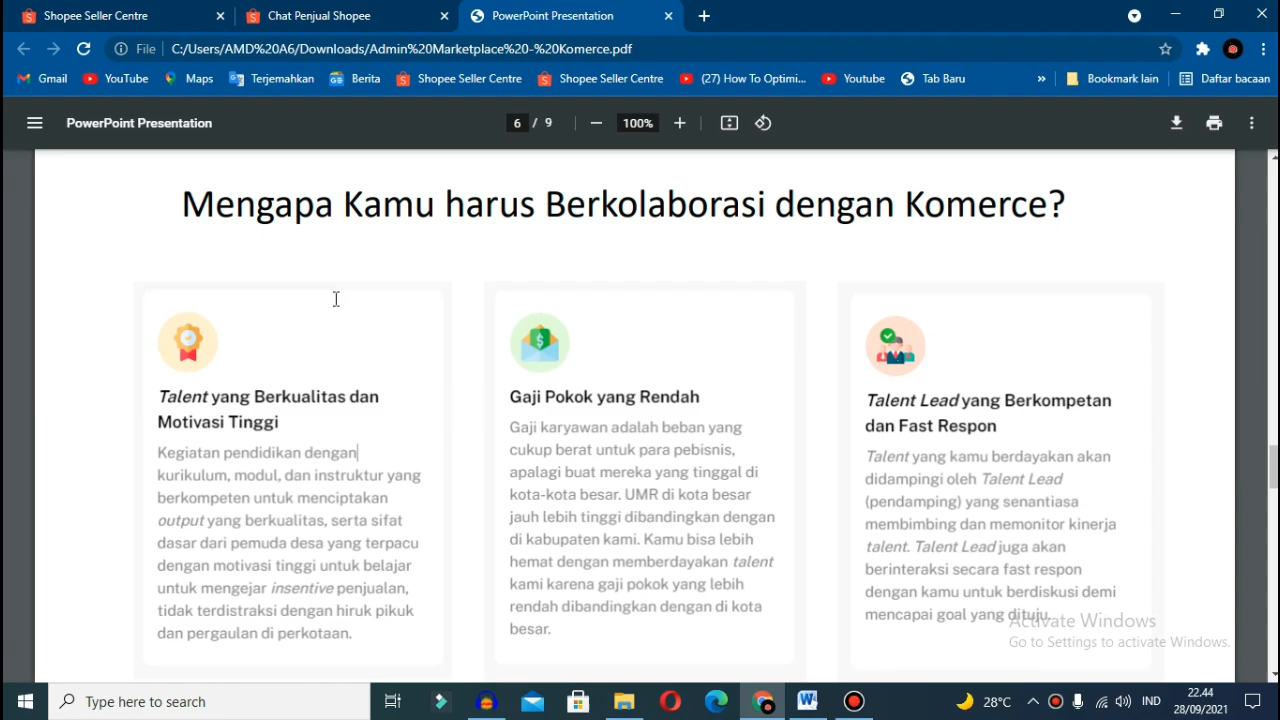 Shopee Seller Centre
Chat Penjual Shopee
PowerPoint Presentation
File
C:/Users/AMD%20A6/Downloads/Admin%20Marketplace%20-%20Komerce.pdf
Gmail
YouTube
Maps
Terjemahkan
Berita
Shopee Seller Centre
Shopee Seller Centre
(27) How To Optimi...
Youtube
Tab Baru
»
Bookmark lain
Daftar bacaan
PowerPoint Presentation
6 / 9
100%
Mengapa Kamu harus Berkolaborasi dengan Komerce?
Talent yang Berkualitas dan
Motivasi Tinggi
Kegiatan pendidikan dengan
kurikulum, modul, dan instruktur yang
berkompeten untuk menciptakan
output yang berkualitas, serta sifat
dasar dari pemuda desa yang terpacu
dengan motivasi tinggi untuk belajar
untuk mengejar insentive penjualan,
tidak terdistraksi dengan hiruk pikuk
dan pergaulan di perkotaan.
Gaji Pokok yang Rendah
Gaji karyawan adalah beban yang
cukup berat untuk para pebisnis,
apalagi buat mereka yang tinggal di
kota-kota besar. UMR di kota besar
jauh lebih tinggi dibandingkan dengan
di kabupaten kami. Kamu bisa lebih
hemat dengan memberdayakan talent
kami karena gaji pokok yang lebih
rendah dibandingkan dengan di kota
besar.
Talent Lead yang Berkompetan
dan Fast Respon
Talent yang kamu berdayakan akan
didampingi oleh Talent Lead
(pendamping) yang senantiasa
membimbing dan memonitor kinerja
talent. Talent Lead juga akan
berinteraksi secara fast respon
dengan kamu untuk berdiskusi demi
mencapai goal yang dituju.
Activate Windows
Go to Settings to activate Windows.
Type here to search
28°C
IND
22.44
28/09/2021